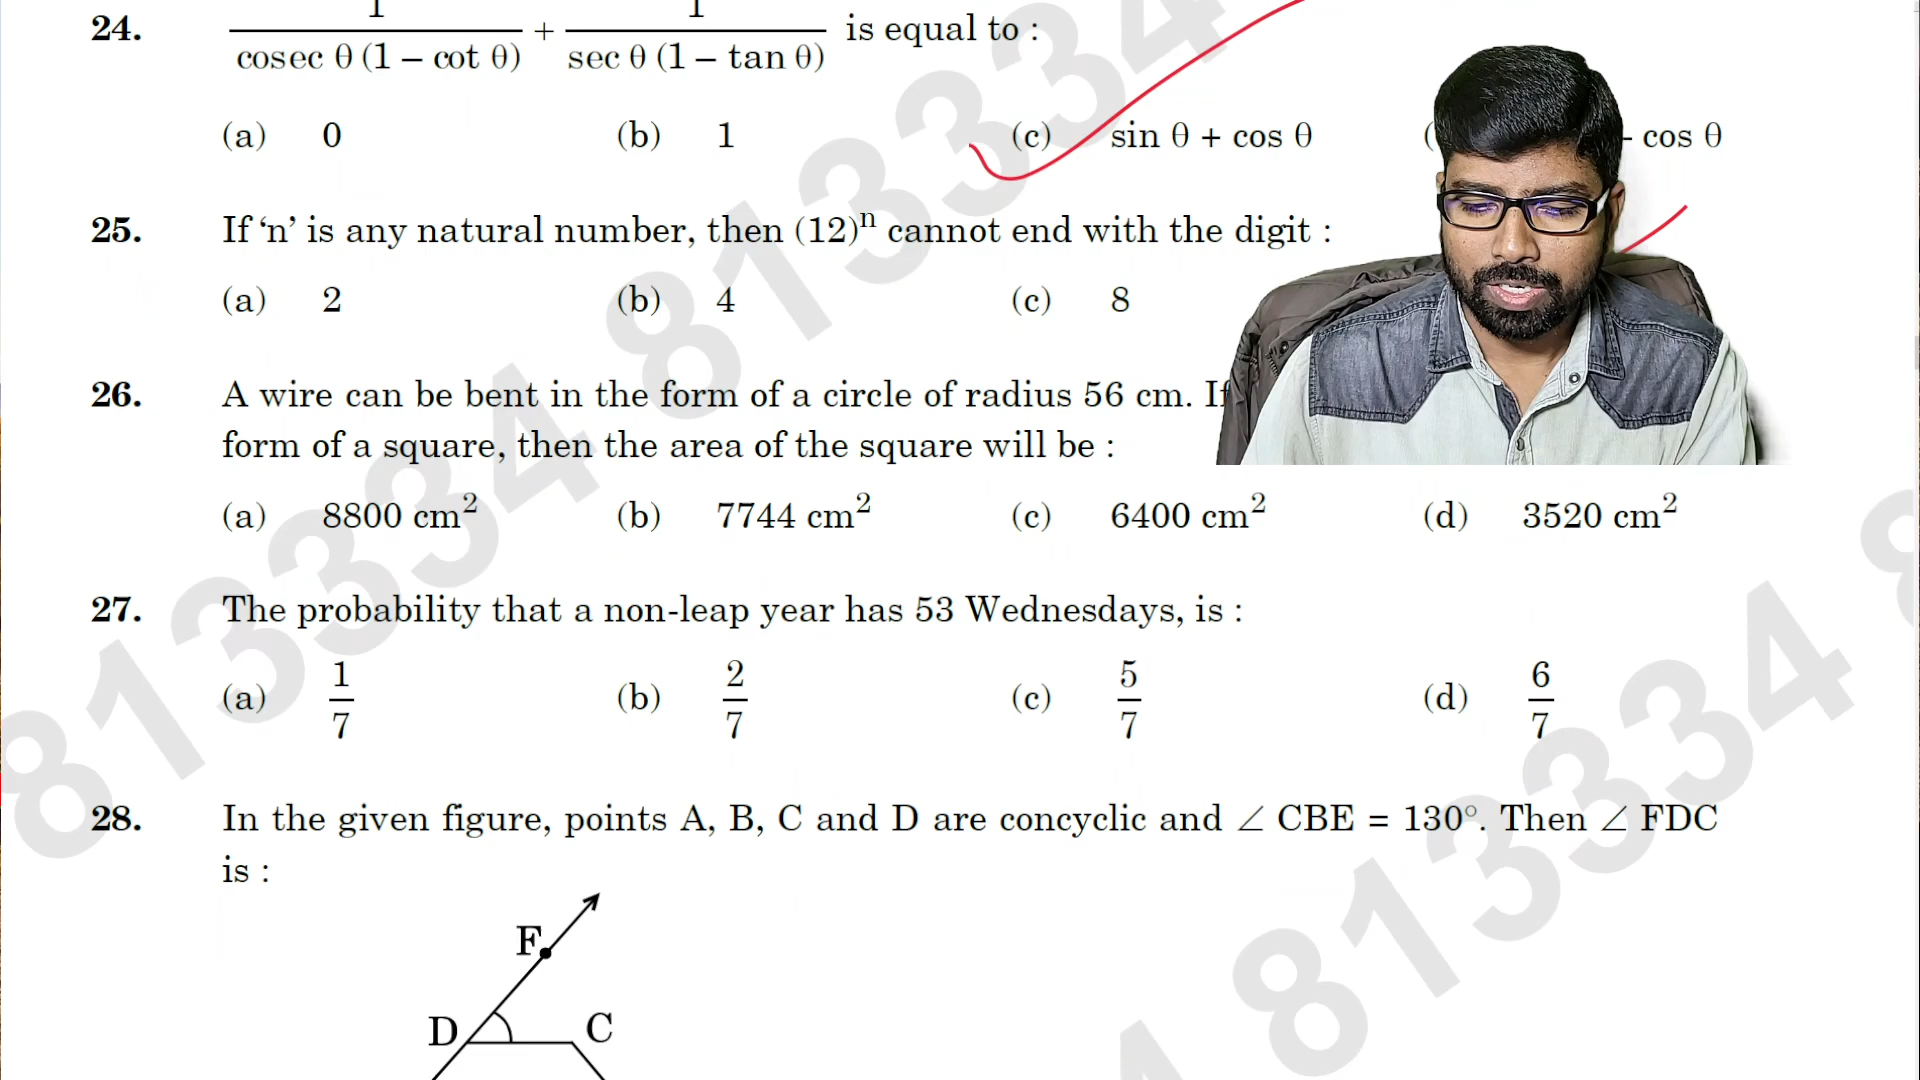 24. 1/(cosec θ (1 – cot θ)) + 1/(sec θ (1 – tan θ)) is equal to :
(a) 0 (b) 1 (c) sin θ + cos θ ( – cos θ
25. If ‘n’ is any natural number, then (12)ⁿ cannot end with the digit :
(a) 2 (b) 4 (c) 8
26. A wire can be bent in the form of a circle of radius 56 cm. If
form of a square, then the area of the square will be :
(a) 8800 cm² (b) 7744 cm² (c) 6400 cm² (d) 3520 cm²
27. The probability that a non-leap year has 53 Wednesdays, is :
(a) 1/7 (b) 2/7 (c) 5/7 (d) 6/7
28. In the given figure, points A, B, C and D are concyclic and ∠ CBE = 130°. Then ∠ FDC
is :
F
D C
81334 81334
81334 8